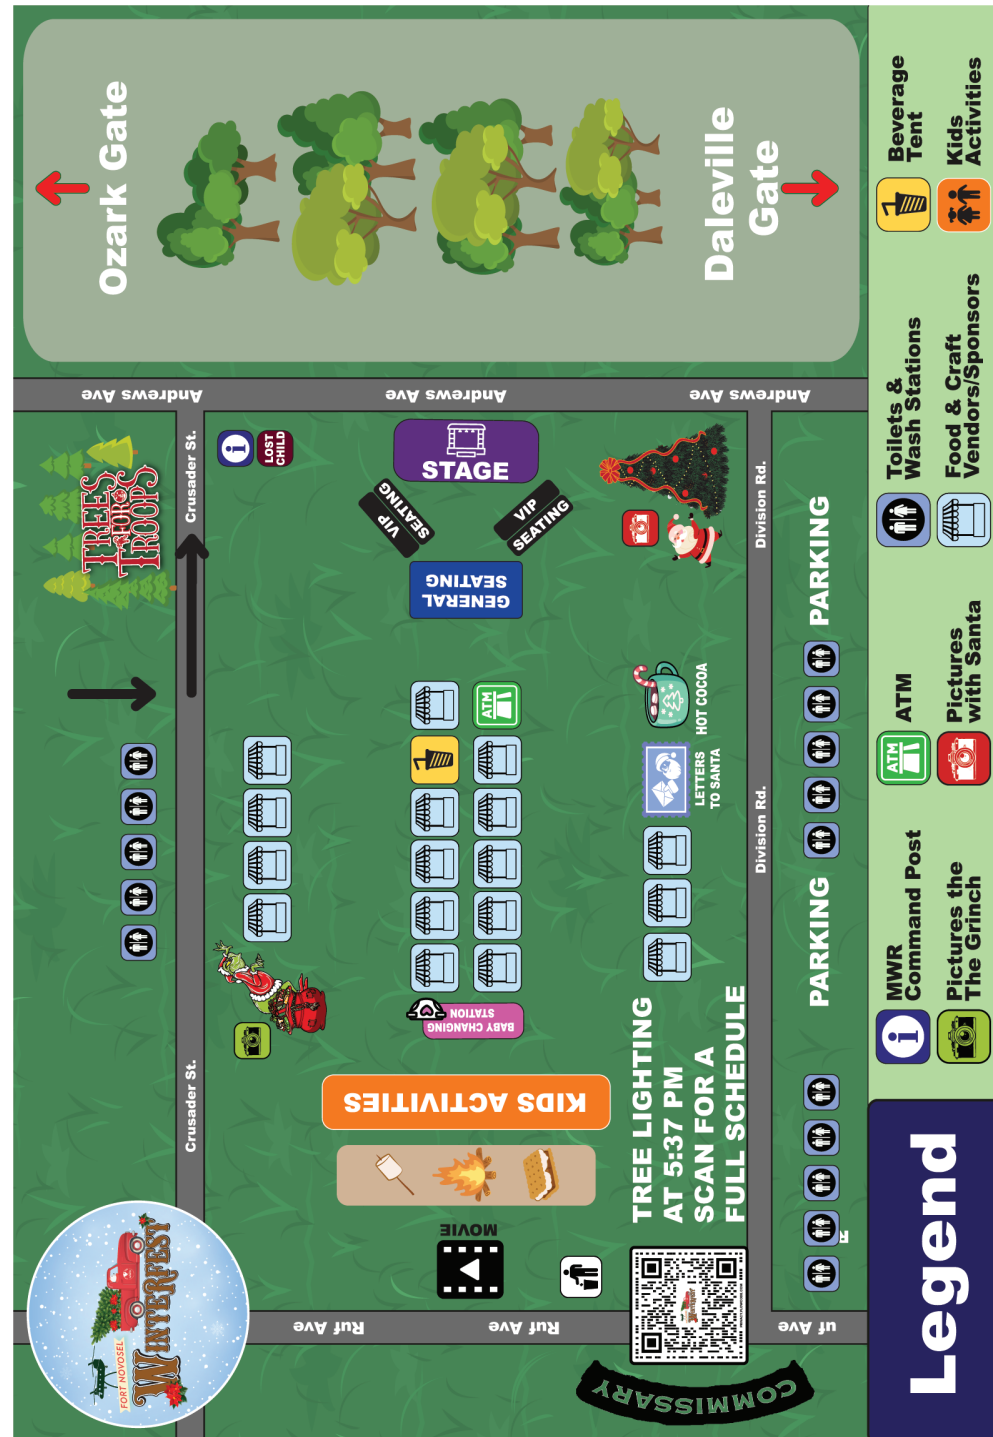 FORT NOVOSEL
WINTERFEST
Crusader St.
Crusader St.
TREES
FOR
TROOPS
Andrews Ave
Andrews Ave
Andrews Ave
Ozark Gate
Daleville
Gate
LOST
CHILD
STAGE
VIP
SEATING
VIP
SEATING
GENERAL
SEATING
ATM
BABY CHANGING
STATION
KIDS ACTIVITIES
MOVIE
HOT COCOA
LETTERS
TO SANTA
TREE LIGHTING
AT 5:37 PM
SCAN FOR A
FULL SCHEDULE
Ruf Ave
Ruf Ave
uf Ave
COMMISSARY
Division Rd.
Division Rd.
PARKING
PARKING
Legend
MWR
Command Post
Pictures the
The Grinch
ATM
ATM
Pictures
with Santa
Toilets &
Wash Stations
Food & Craft
Vendors/Sponsors
Beverage
Tent
Kids
Activities